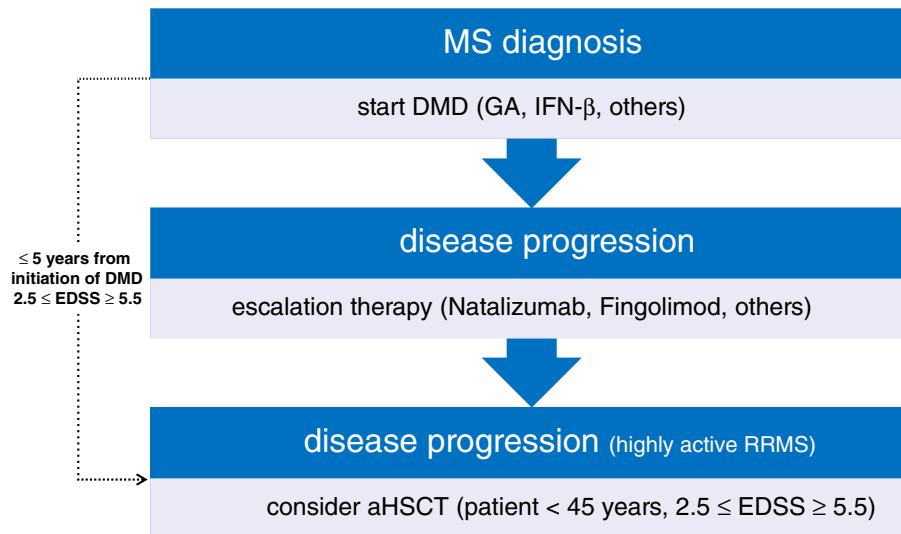 MS diagnosis
start DMD (GA, IFN-β, others)
disease progression
≤ 5 years from
initiation of DMD
2.5 ≤ EDSS ≥ 5.5
escalation therapy (Natalizumab, Fingolimod, others)
disease progression (highly active RRMS)
consider aHSCT (patient < 45 years, 2.5 ≤ EDSS ≥ 5.5)